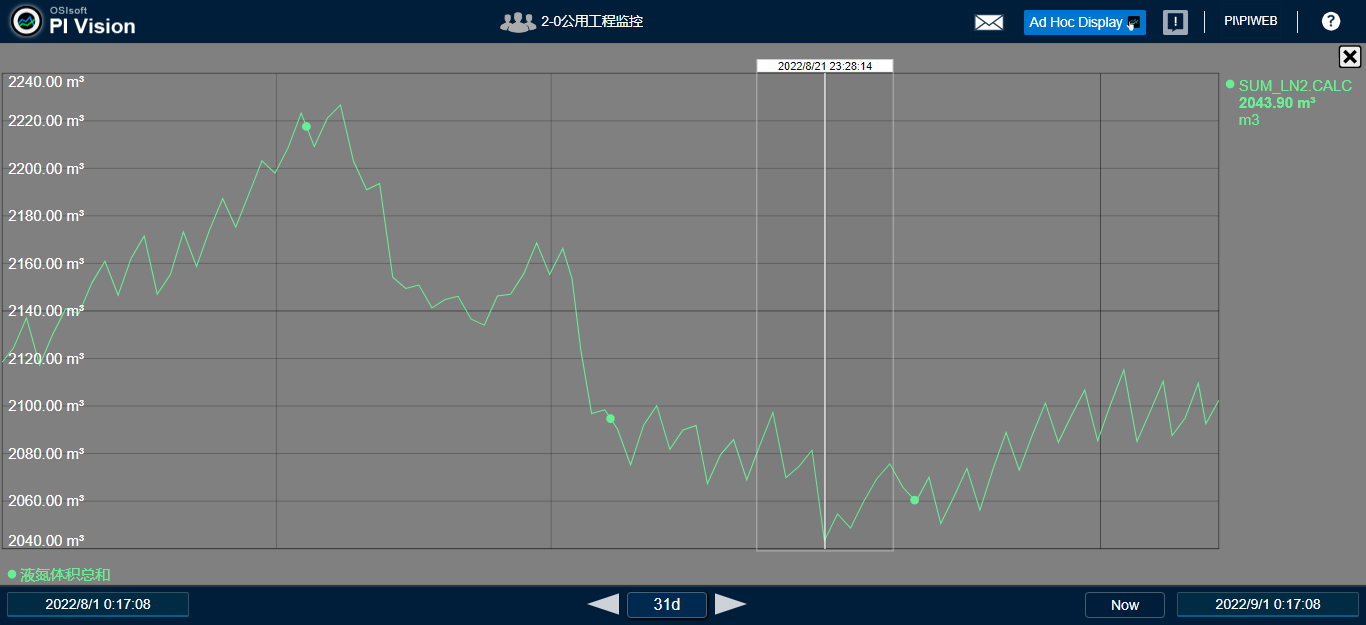 OSIsoft
PI Vision
2-0公用工程监控
Ad Hoc Display
PI\PIWEB
?
2022/8/21 23:28:14
2240.00 m³
2220.00 m³
2200.00 m³
2180.00 m³
2160.00 m³
2140.00 m³
2120.00 m³
2100.00 m³
2080.00 m³
2060.00 m³
2040.00 m³
SUM_LN2.CALC
2043.90 m³
m3
液氮体积总和
2022/8/1 0:17:08
31d
Now
2022/9/1 0:17:08